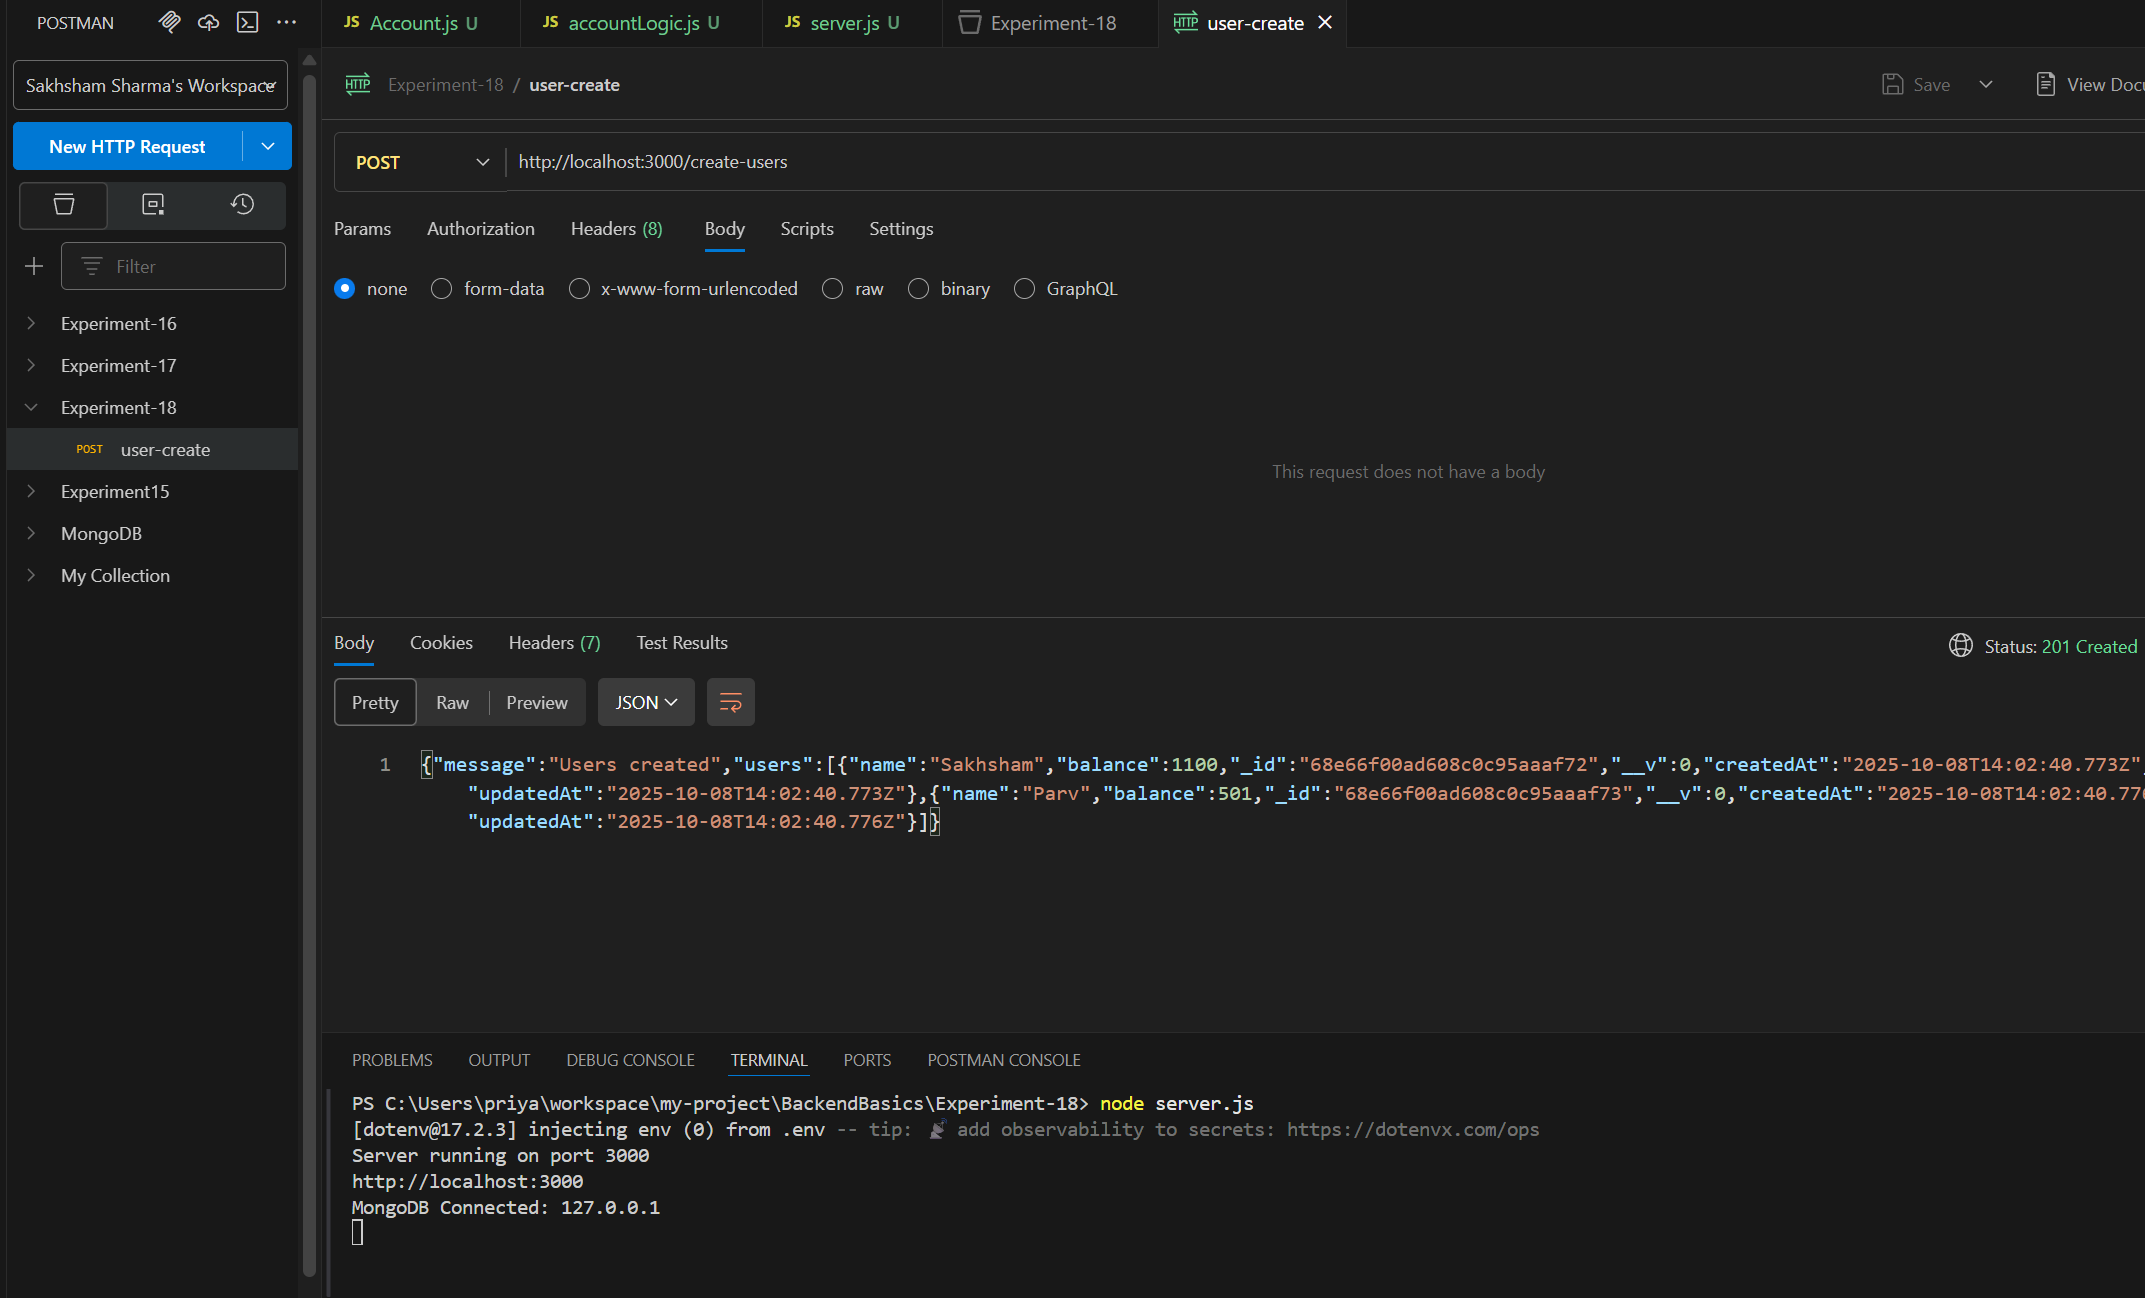 POSTMAN
JS Account.js U
JS accountLogic.js U
JS server.js U
Experiment-18
HTTP user-create
Sakhsham Sharma's Workspace
HTTP Experiment-18 / user-create
Save
View Docu
New HTTP Request
POST
http://localhost:3000/create-users
Params
Authorization
Headers (8)
Body
Scripts
Settings
Filter
none
form-data
x-www-form-urlencoded
raw
binary
GraphQL
Experiment-16
Experiment-17
Experiment-18
POST user-create
Experiment15
MongoDB
My Collection
This request does not have a body
Body
Cookies
Headers (7)
Test Results
Status: 201 Created
Pretty
Raw
Preview
JSON
1 {"message":"Users created","users":[{"name":"Sakhsham","balance":1100,"_id":"68e66f00ad608c0c95aaaf72","__v":0,"createdAt":"2025-10-08T14:02:40.773Z",
"updatedAt":"2025-10-08T14:02:40.773Z"},{"name":"Parv","balance":501,"_id":"68e66f00ad608c0c95aaaf73","__v":0,"createdAt":"2025-10-08T14:02:40.776
"updatedAt":"2025-10-08T14:02:40.776Z"}]}
PROBLEMS
OUTPUT
DEBUG CONSOLE
TERMINAL
PORTS
POSTMAN CONSOLE
PS C:\Users\priya\workspace\my-project\BackendBasics\Experiment-18> node server.js
[dotenv@17.2.3] injecting env (0) from .env -- tip: 📡 add observability to secrets: https://dotenvx.com/ops
Server running on port 3000
http://localhost:3000
MongoDB Connected: 127.0.0.1